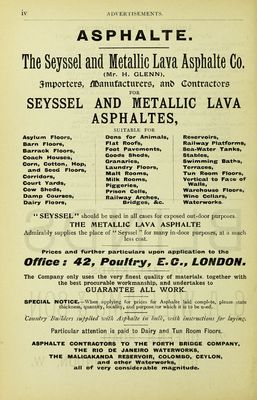 iv
ADVERTISEMENTS.
ASPHALTE.
The Seyssel and Metallic Lava Asphalte Co.
(Mr. H. GLENN),
Importers, Manufacturers, and Contractors
FOR
SEYSSEL AND METALLIC LAVA
ASPHALTES,
SUITABLE FOR
Asylum Floors,
Barn Floors,
Barrack Floors,
Coach Houses,
Corn, Cotton, Hop,
and Seed Floors,
Corridors,
Court Yards,
Cow Sheds,
Damp Courses,
Dairy Floors,
Dens for Animals,
Flat Roofs,
Foot Pavements,
Goods Sheds,
Granaries,
Laundry Floors,
Malt Rooms,
Milk Rooms,
Piggeries,
Prison Cells,
Railway Arches,
Bridges, &c.
Reservoirs,
Railway Platforms,
Sea-Water Tanks,
Stables,
Swimming Baths,
Terraces,
Tun Room Floors,
Vertical to Face of
Walls,
Warehouse Floors,
Wine Cellars,
Waterworks.
"SEYSSEL" should be used in all cases for exposed out-door purposes.
THE METALLIC LAVA ASPHALTE
Admirably supplies the place of "Seyssel" for many in-door purposes, at a much
less cost.
Prices and further particulars upon application to the
Office: 42, Poultry, E.C., LONDON.
The Company only uses the very finest quality of materials, together with
the best procurable workmanship, and undertakes to
GUARANTEE ALL WORK.
SPECIAL NOTICE.—When applying for prices for Asphalte laid complete, please state
thickness, quantity, locality, and purpose for which it is to be used.
Country Builders supplied with Asphalte in bulk, with instructions for laying.
Particular attention is paid to Dairy and Tun Room Floors.
ASPHALTE CONTRACTORS TO THE FORTH BRIDGE COMPANY,
THE RIO DE JANEIRO WATERWORKS,
THE MALIGAKANDA RESERVOIR, COLOMBO, CEYLON,
and other Waterworks,
all of very considerable magnitude.